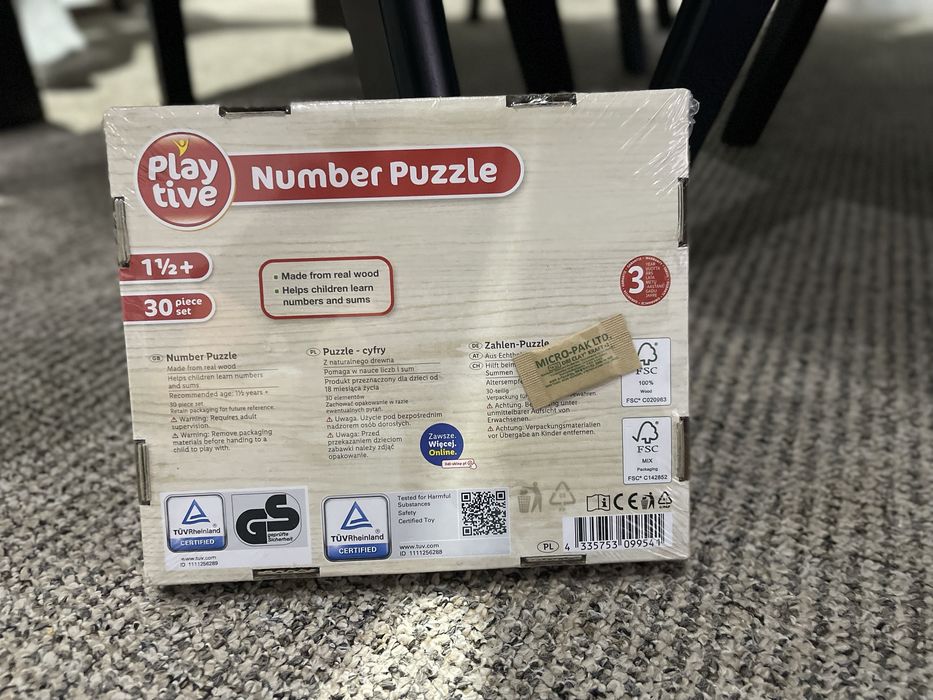 Play
tive
Number Puzzle
1½+
30 piece
set
Made from real wood
Helps children learn
numbers and sums
3
GB Number Puzzle
Made from real wood
Helps children learn numbers
and sums
Recommended age: 1½ years +
30 piece set
Retain packaging for future reference.
Warning: Requires adult
supervision.
Warning: Remove packaging
materials before handing to a
child to play with.
PL Puzzle - cyfry
Z naturalnego drewna
Pomaga w nauce liczb i sum
Produkt przeznaczony dla dzieci od
18 miesiąca życia
30 elementów
Zachować opakowanie w razie
ewentualnych pytań.
Uwaga. Użycie pod bezpośrednim
nadzorem osób dorosłych.
Uwaga: Przed
przekazaniem dzieciom
zabawki należy zdjąć
opakowanie.
Zawsze.
Więcej.
Online.
lidl-sklep.pl
DE Zahlen-Puzzle
AT Aus Echth
CH Hilft beim
Summen
Altersempf
30-teilig
Verpackung
Achtung.
unmittelbarer Aufsicht von
Erwachsenen.
Achtung. Verpackungsmaterialien
vor Übergabe an Kinder entfernen.
MICRO-PAK LTD.
FSC
100%
Wood
FSC® C020983
FSC
MIX
Packaging
FSC® C142852
TÜVRheinland
CERTIFIED
GS
geprüfte
Sicherheit
www.tuv.com
ID 1111256289
TÜVRheinland
CERTIFIED
Tested for Harmful
Substances
Safety
Certified Toy
www.tuv.com
ID 1111256288
CE
PL
4 335753 099541